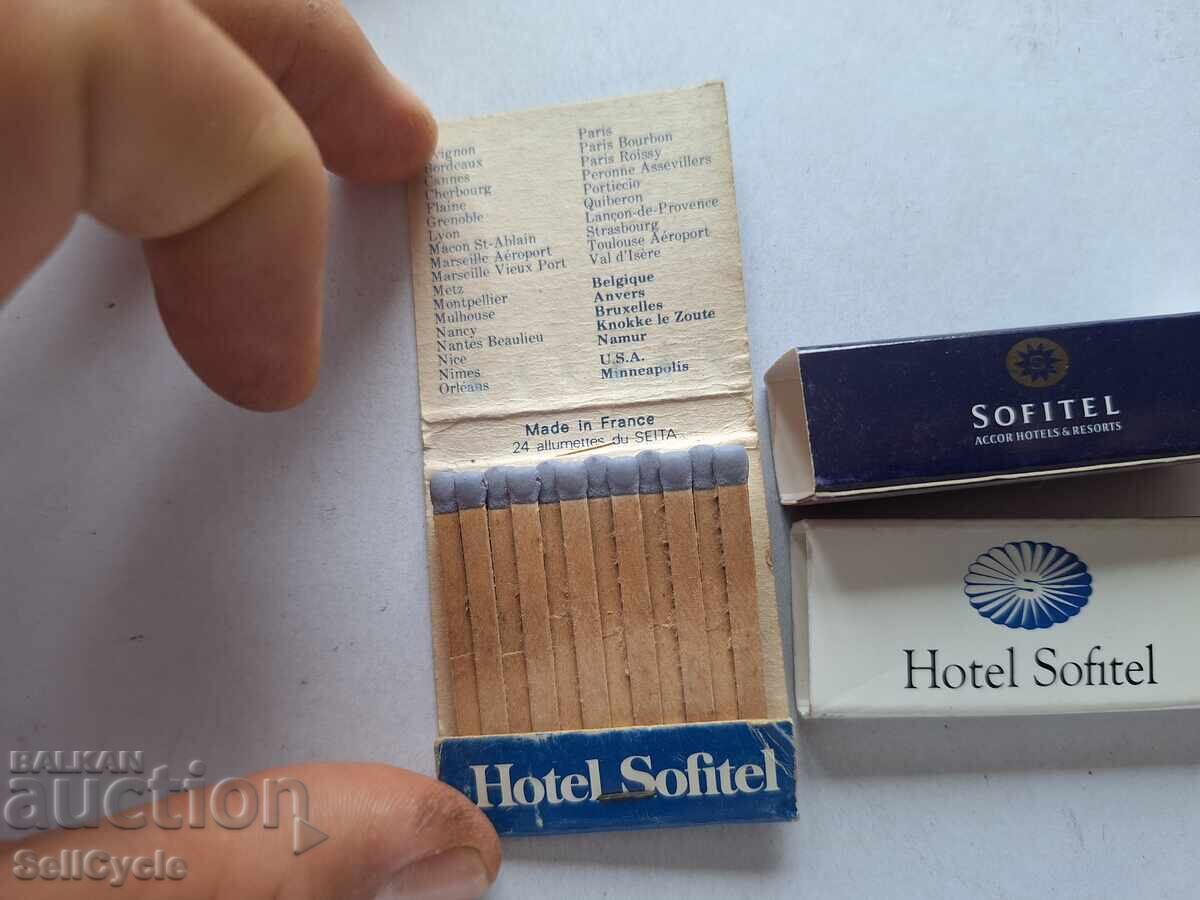 vignon
Bordeaux
Cannes
Cherbourg
Flaine
Grenoble
Lyon
Macon St-Ablain
Marseille Aéroport
Marseille Vieux Port
Metz
Montpellier
Mulhouse
Nancy
Nantes Beaulieu
Nice
Nimes
Orléans
Paris
Paris Bourbon
Paris Roissy
Peronne Assevillers
Porticcio
Quiberon
Lançon-de-Provence
Strasbourg
Toulouse Aéroport
Val d'Isère
Belgique
Anvers
Bruxelles
Knokke le Zoute
Namur
U.S.A.
Minneapolis
Made in France
24 allumettes du SEITA
Hotel Sofitel
SOFITEL
ACCOR HOTELS & RESORTS
Hotel Sofitel
BALKAN
auction
SellCycle